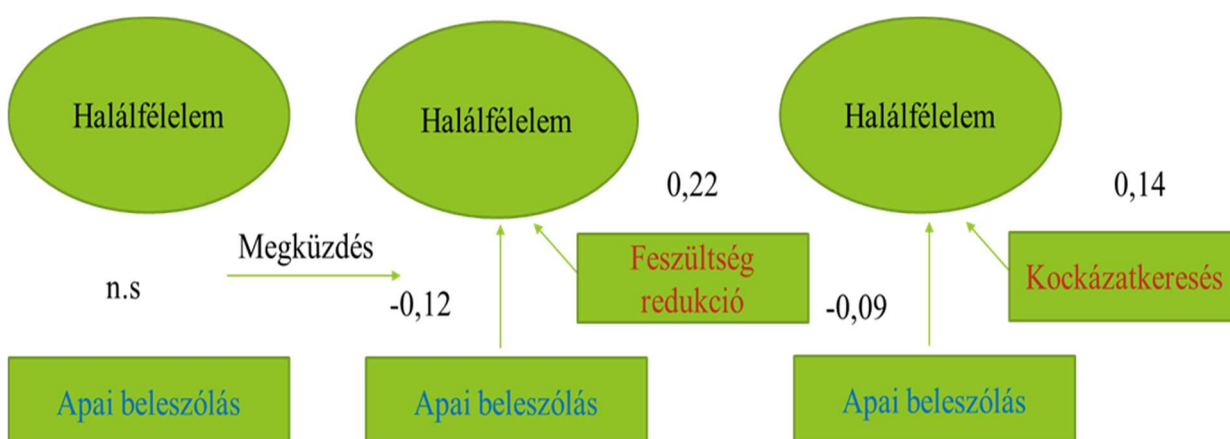 Halálfélelem
Halálfélelem
Halálfélelem
0,22
0,14
Megküzdés
Feszültség
redukció
Kockázatkeresés
n.s
-0,12
-0,09
Apai beleszólás
Apai beleszólás
Apai beleszólás